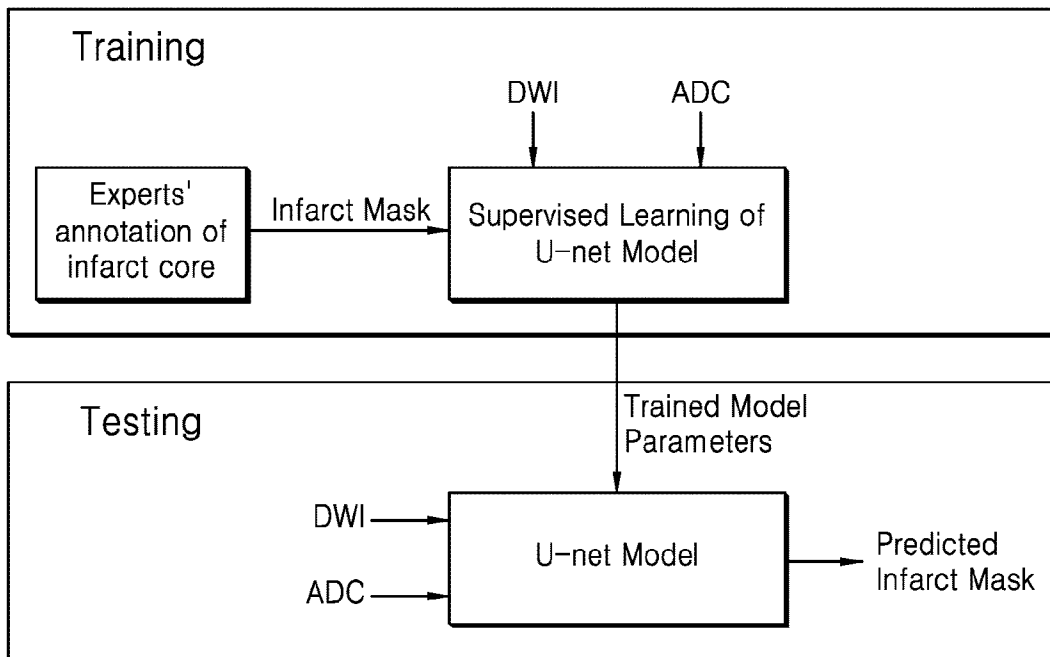 Training
DWI
ADC
Experts'
annotation of
infarct core
Infarct Mask
Supervised Learning of
U-net Model
Testing
Trained Model
Parameters
DWI
ADC
U-net Model
Predicted
Infarct Mask